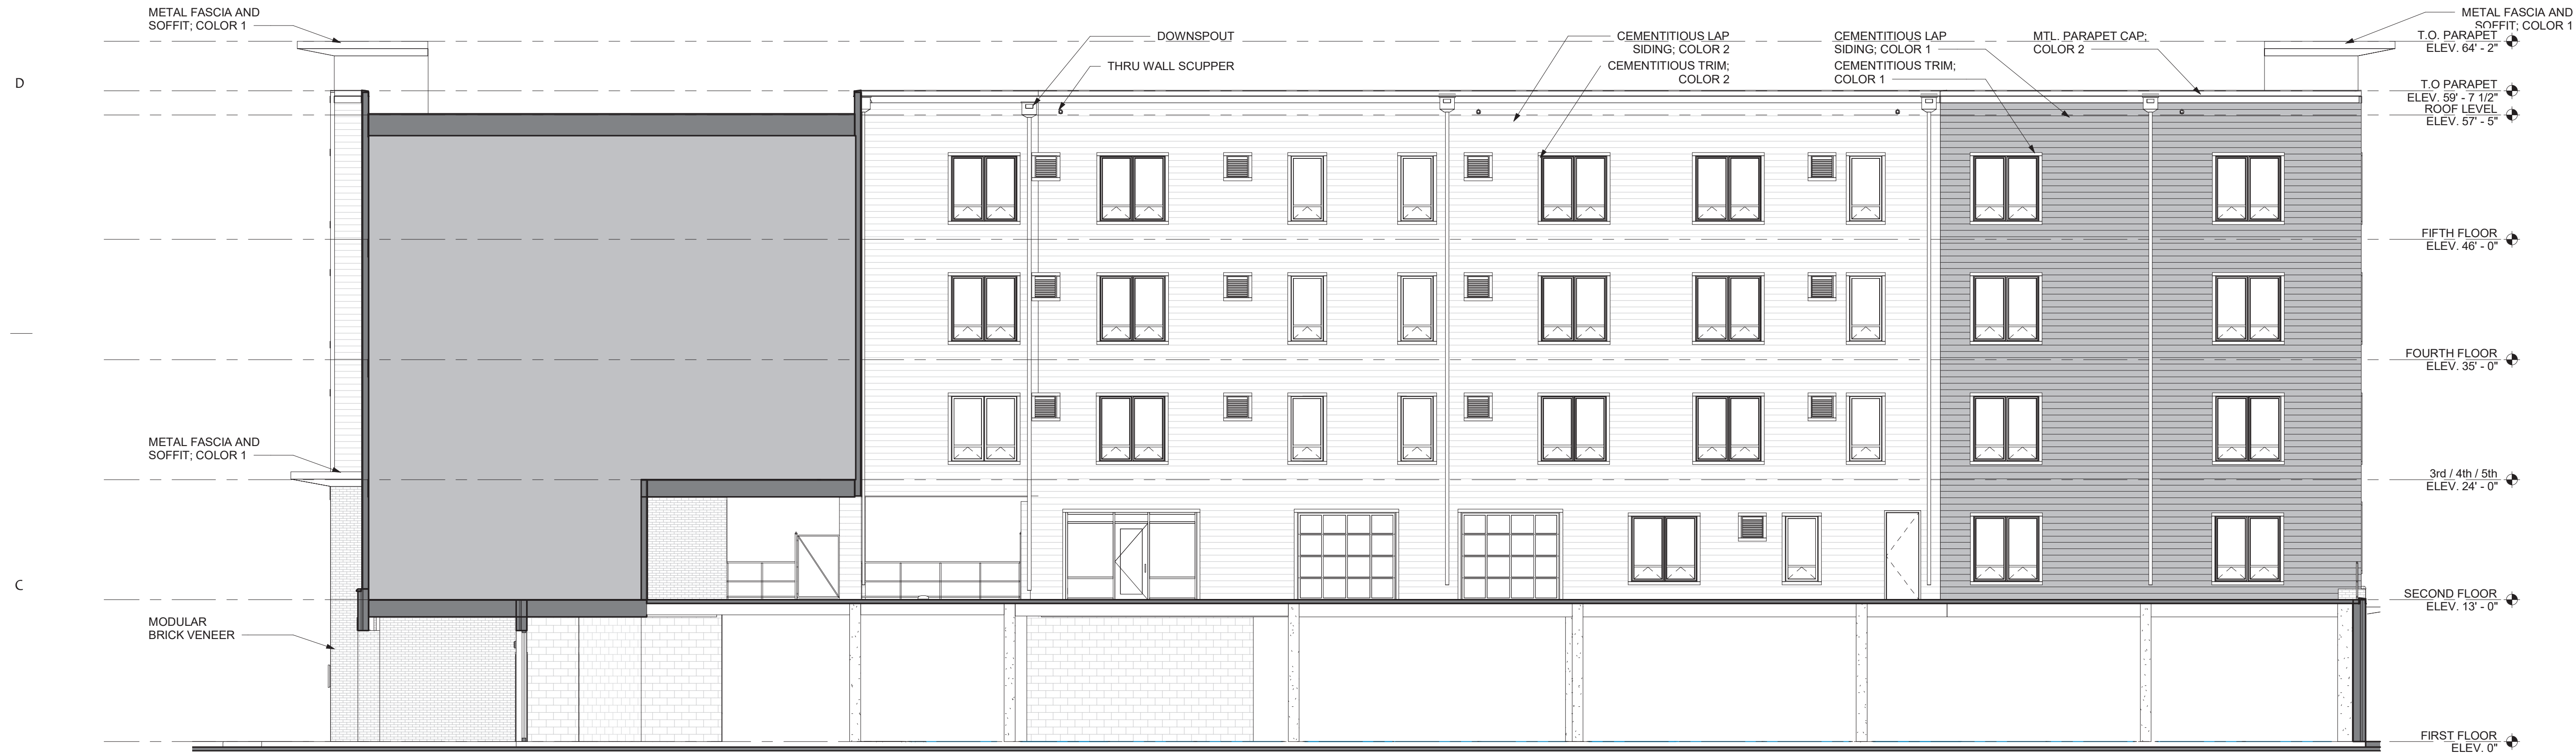 METAL FASCIA AND
SOFFIT; COLOR 1
DOWNSPOUT
THRU WALL SCUPPER
CEMENTITIOUS LAP
SIDING; COLOR 2
CEMENTITIOUS TRIM;
COLOR 2
CEMENTITIOUS LAP
SIDING; COLOR 1
CEMENTITIOUS TRIM;
COLOR 1
MTL. PARAPET CAP;
COLOR 2
METAL FASCIA AND
SOFFIT; COLOR 1
T.O. PARAPET
ELEV. 64' - 2"
D
T.O PARAPET
ELEV. 59' - 7 1/2"
ROOF LEVEL
ELEV. 57' - 5"
FIFTH FLOOR
ELEV. 46' - 0"
FOURTH FLOOR
ELEV. 35' - 0"
METAL FASCIA AND
SOFFIT; COLOR 1
3rd / 4th / 5th
ELEV. 24' - 0"
C
SECOND FLOOR
ELEV. 13' - 0"
MODULAR
BRICK VENEER
FIRST FLOOR
ELEV. 0"